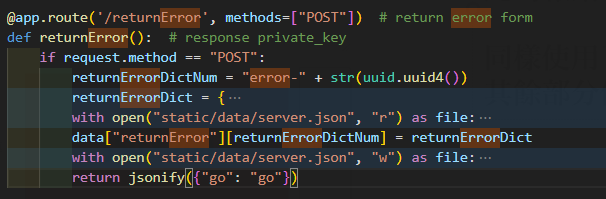 @app.route('/returnError', methods=["POST"])  # return error form
def returnError():  # response private_key
    if request.method == "POST":
        returnErrorDictNum = "error-" + str(uuid.uuid4())
        returnErrorDict = {…
        with open("static/data/server.json", "r") as file:…
        data["returnError"][returnErrorDictNum] = returnErrorDict
        with open("static/data/server.json", "w") as file:…
        return jsonify({"go": "go"})